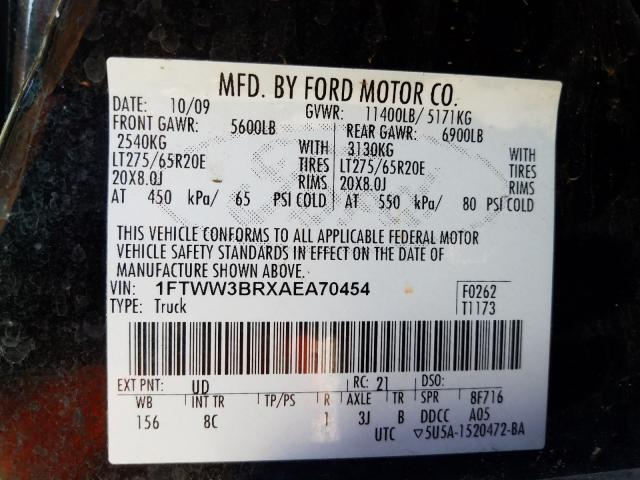 MFD. BY FORD MOTOR CO.
DATE: 10/09 GVWR: 11400LB/ 5171KG
FRONT GAWR: 5600LB REAR GAWR: 6900LB
2540KG WITH 3130KG WITH
LT275/65R20E TIRES LT275/65R20E TIRES
20X8.0J RIMS 20X8.0J RIMS
AT 450 kPa/ 65 PSI COLD AT 550 kPa/ 80 PSI COLD
THIS VEHICLE CONFORMS TO ALL APPLICABLE FEDERAL MOTOR
VEHICLE SAFETY STANDARDS IN EFFECT ON THE DATE OF
MANUFACTURE SHOWN ABOVE.
VIN: 1FTWW3BRXAEA70454 F0262
TYPE: Truck T1173
EXT PNT: UD RC: 21 DSO:
WB INT TR TP/PS R AXLE TR SPR 8F716
156 8C 1 3J B DDCC A05
UTC ▽5U5A-1520472-BA